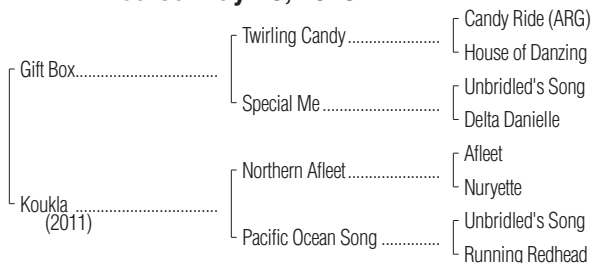 Candy Ride (ARG)
Twirling Candy......................
House of Danzing
Gift Box..................................
Unbridled's Song
Special Me............................
Delta Danielle
Afleet
Northern Afleet......................
Nuryette
Koukla ..................................
(2011)
Unbridled's Song
Pacific Ocean Song ..............
Running Redhead